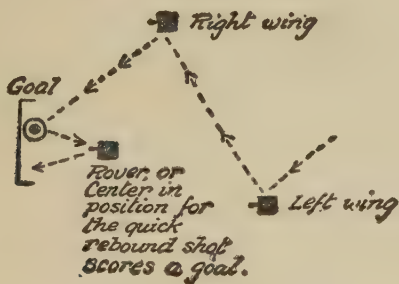 Right wing
Goal
Rover or
Center in
position for
the quick
rebound shot
scores a goal.
Left wing